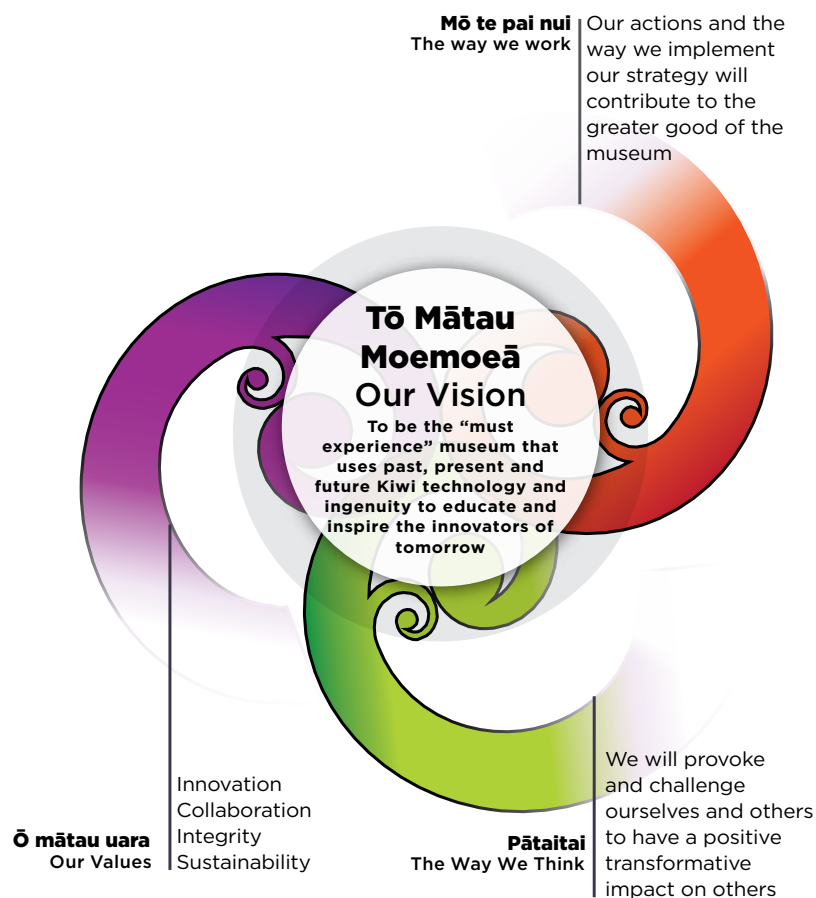 Mō te pai nui
The way we work
Our actions and the
way we implement
our strategy will
contribute to the
greater good of the
museum
Tō Mātau
Moemoeā
Our Vision
To be the “must
experience” museum that
uses past, present and
future Kiwi technology and
ingenuity to educate and
inspire the innovators of
tomorrow
Ō mātau uara
Our Values
Innovation
Collaboration
Integrity
Sustainability
Pātaitai
The Way We Think
We will provoke
and challenge
ourselves and others
to have a positive
transformative
impact on others